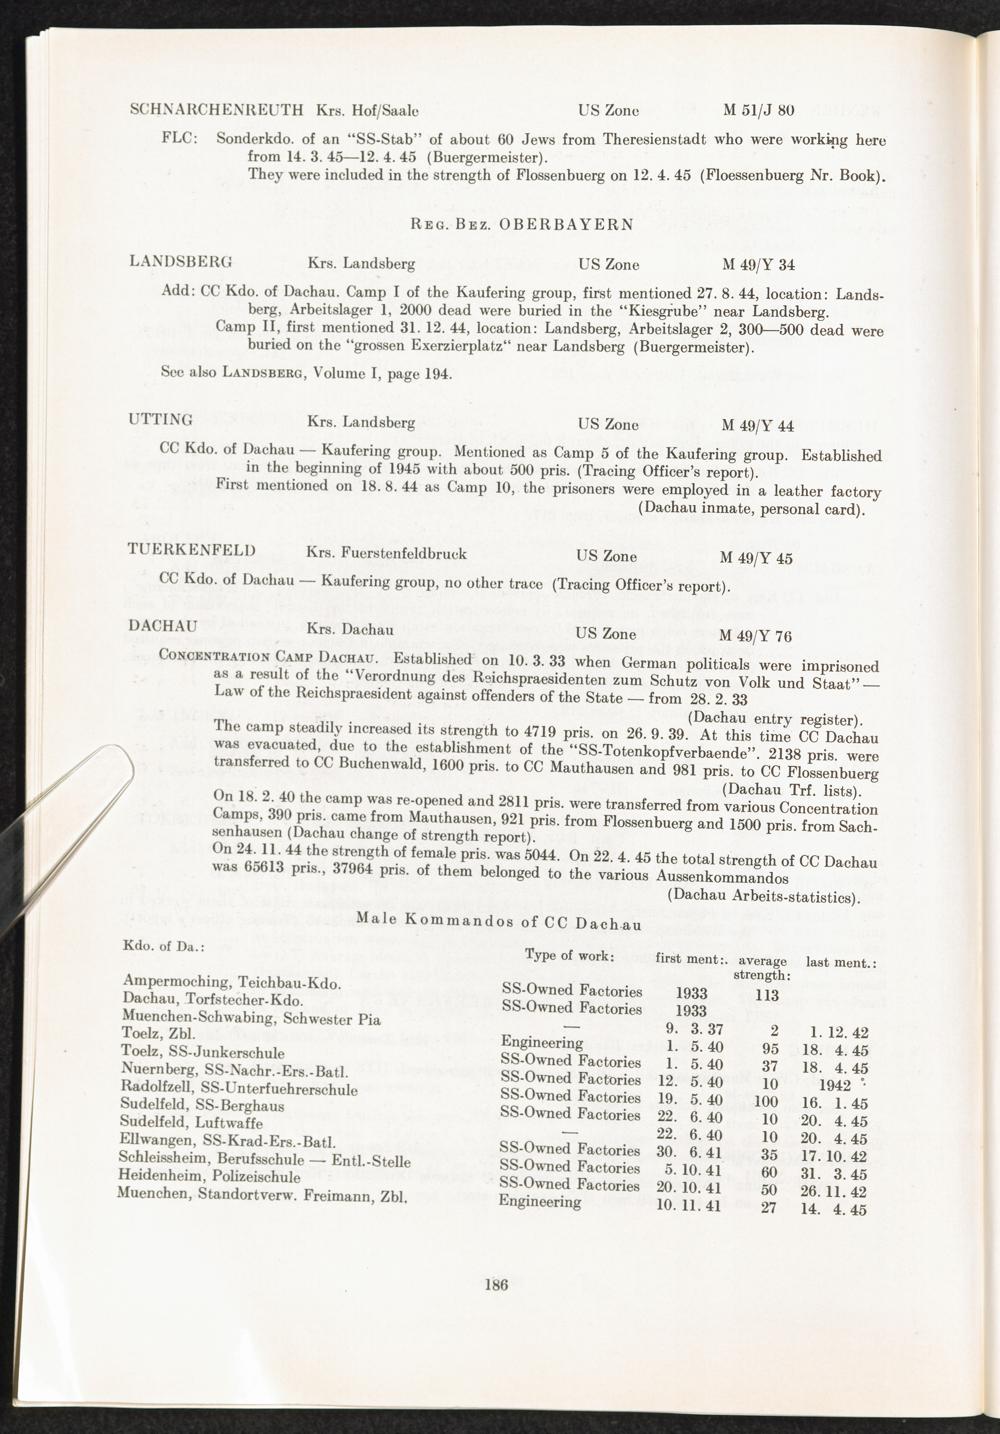 SCHNARCHENREUTH Krs. Hof/Saale US Zone M 51/J 80
FLC: Sonderkdo. of an “SS-Stab” of about 60 Jews from Theresienstadt who were working here
from 14. 3. 45—12. 4. 45 (Buergermeister).
They were included in the strength of Flossenbuerg on 12. 4. 45 (Floessenbuerg Nr. Book).
REG. BEZ. OBERBAYERN
LANDSBERG Krs. Landsberg US Zone M 49/Y 34
Add: CC Kdo. of Dachau. Camp I of the Kaufering group, first mentioned 27. 8. 44, location: Lands-
berg, Arbeitslager 1, 2000 dead were buried in the “Kiesgrube” near Landsberg.
Camp II, first mentioned 31. 12. 44, location: Landsberg, Arbeitslager 2, 300—500 dead were
buried on the “grossen Exerzierplatz“ near Landsberg (Buergermeister).
See also LANDSBERG, Volume I, page 194.
UTTING Krs. Landsberg US Zone M 49/Y 44
CC Kdo. of Dachau — Kaufering group. Mentioned as Camp 5 of the Kaufering group. Established
in the beginning of 1945 with about 500 pris. (Tracing Officer’s report).
First mentioned on 18. 8. 44 as Camp 10, the prisoners were employed in a leather factory
(Dachau inmate, personal card).
TUERKENFELD Krs. Fuerstenfeldbruck US Zone M 49/Y 45
CC Kdo. of Dachau — Kaufering group, no other trace (Tracing Officer’s report).
DACHAU Krs. Dachau US Zone M 49/Y 76
CONCENTRATION CAMP DACHAU. Established on 10. 3. 33 when German politicals were imprisoned
as a result of the “Verordnung des Reichspraesidenten zum Schutz von Volk und Staat” —
Law of the Reichspraesident against offenders of the State — from 28. 2. 33
(Dachau entry register).
The camp steadily increased its strength to 4719 pris. on 26. 9. 39. At this time CC Dachau
was evacuated, due to the establishment of the “SS-Totenkopfverbaende”. 2138 pris. were
transferred to CC Buchenwald, 1600 pris. to CC Mauthausen and 981 pris. to CC Flossenbuerg
(Dachau Trf. lists).
On 18. 2. 40 the camp was re-opened and 2811 pris. were transferred from various Concentration
Camps, 390 pris. came from Mauthausen, 921 pris. from Flossenbuerg and 1500 pris. from Sach-
senhausen (Dachau change of strength report).
On 24. 11. 44 the strength of female pris. was 5044. On 22. 4. 45 the total strength of CC Dachau
was 65613 pris., 37964 pris. of them belonged to the various Aussenkommandos
(Dachau Arbeits-statistics).
Male Kommandos of CC Dachau
Kdo. of Da.: Type of work: first ment:. average strength: last ment.:
Ampermoching, Teichbau-Kdo. SS-Owned Factories 1933 113
Dachau, Torfstecher-Kdo. SS-Owned Factories 1933
Muenchen-Schwabing, Schwester Pia — 9. 3. 37 2 1. 12. 42
Toelz, Zbl. Engineering 1. 5. 40 95 18. 4. 45
Toelz, SS-Junkerschule SS-Owned Factories 1. 5. 40 37 18. 4. 45
Nuernberg, SS-Nachr.-Ers.-Batl. SS-Owned Factories 12. 5. 40 10 1942
Radolfzell, SS-Unterfuehrerschule SS-Owned Factories 19. 5. 40 100 16. 1. 45
Sudelfeld, SS-Berghaus SS-Owned Factories 22. 6. 40 10 20. 4. 45
Sudelfeld, Luftwaffe — 22. 6. 40 10 20. 4. 45
Ellwangen, SS-Krad-Ers.-Batl. SS-Owned Factories 30. 6. 41 35 17. 10. 42
Schleissheim, Berufsschule — Entl.-Stelle SS-Owned Factories 5. 10. 41 60 31. 3. 45
Heidenheim, Polizeischule SS-Owned Factories 20. 10. 41 50 26. 11. 42
Muenchen, Standortverw. Freimann, Zbl. Engineering 10. 11. 41 27 14. 4. 45
186